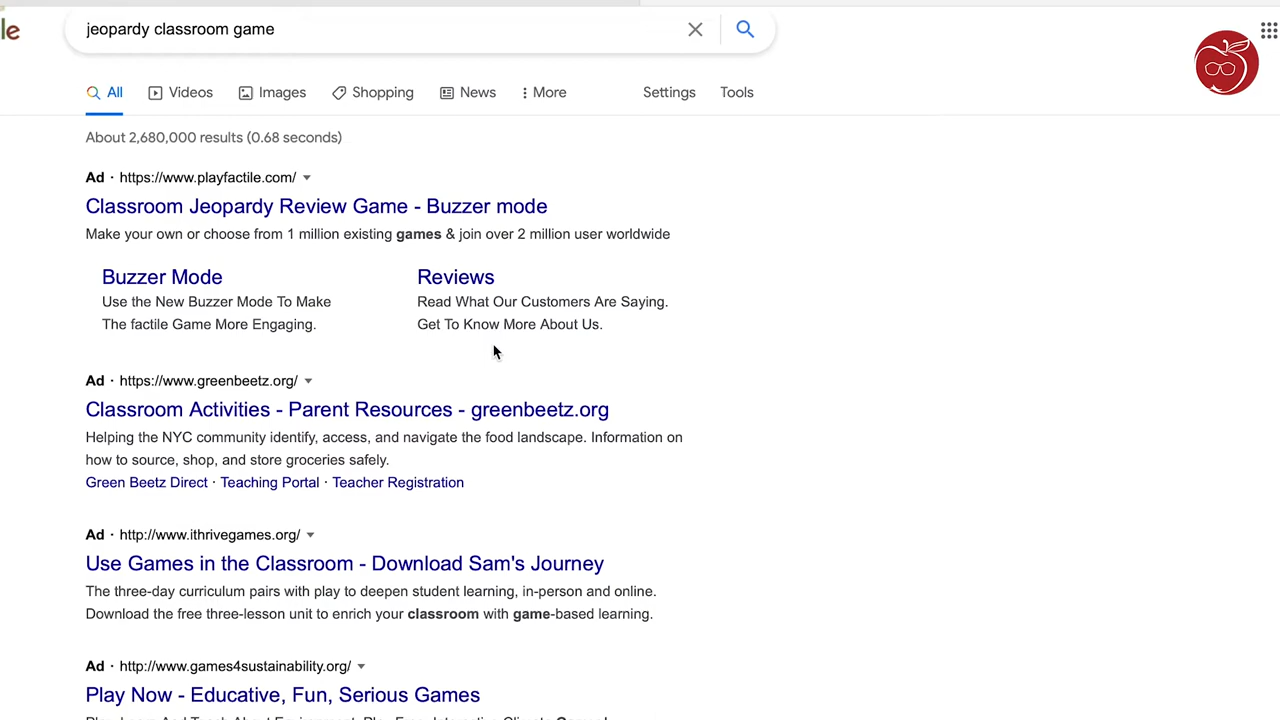 le
jeopardy classroom game
All Videos Images Shopping News More Settings Tools
About 2,680,000 results (0.68 seconds)
Ad · https://www.playfactile.com/
Classroom Jeopardy Review Game - Buzzer mode
Make your own or choose from 1 million existing games & join over 2 million user worldwide
Buzzer Mode
Use the New Buzzer Mode To Make
The factile Game More Engaging.
Reviews
Read What Our Customers Are Saying.
Get To Know More About Us.
Ad · https://www.greenbeetz.org/
Classroom Activities - Parent Resources - greenbeetz.org
Helping the NYC community identify, access, and navigate the food landscape. Information on
how to source, shop, and store groceries safely.
Green Beetz Direct · Teaching Portal · Teacher Registration
Ad · http://www.ithrivegames.org/
Use Games in the Classroom - Download Sam's Journey
The three-day curriculum pairs with play to deepen student learning, in-person and online.
Download the free three-lesson unit to enrich your classroom with game-based learning.
Ad · http://www.games4sustainability.org/
Play Now - Educative, Fun, Serious Games